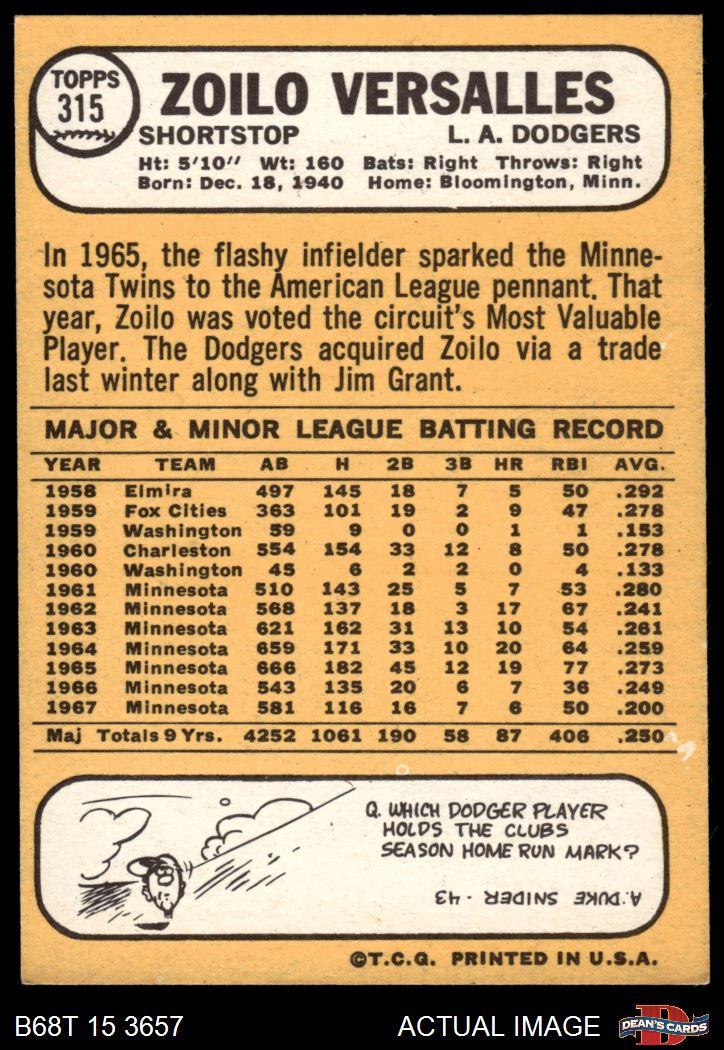 TOPPS
315
ZOILO VERSALLES
SHORTSTOP L. A. DODGERS
Ht: 5'10" Wt: 160 Bats: Right Throws: Right
Born: Dec. 18, 1940 Home: Bloomington, Minn.
In 1965, the flashy infielder sparked the Minne-
sota Twins to the American League pennant. That
year, Zoilo was voted the circuit's Most Valuable
Player. The Dodgers acquired Zoilo via a trade
last winter along with Jim Grant.
MAJOR & MINOR LEAGUE BATTING RECORD
YEAR TEAM AB H 2B 3B HR RBI AVG.
1958 Elmira 497 145 18 7 5 50 .292
1959 Fox Cities 363 101 19 2 9 47 .278
1959 Washington 59 9 0 0 1 1 .153
1960 Charleston 554 154 33 12 8 50 .278
1960 Washington 45 6 2 2 0 4 .133
1961 Minnesota 510 143 25 5 7 53 .280
1962 Minnesota 568 137 18 3 17 67 .241
1963 Minnesota 621 162 31 13 10 54 .261
1964 Minnesota 659 171 33 10 20 64 .259
1965 Minnesota 666 182 45 12 19 77 .273
1966 Minnesota 543 135 20 6 7 36 .249
1967 Minnesota 581 116 16 7 6 50 .200
Maj Totals 9 Yrs. 4252 1061 190 58 87 406 .250
Q. WHICH DODGER PLAYER
HOLDS THE CLUBS
SEASON HOME RUN MARK?
A: DUKE SNIDER - 43
©T.C.G. PRINTED IN U.S.A.
B68T 15 3657 ACTUAL IMAGE
D
DEAN'S CARDS